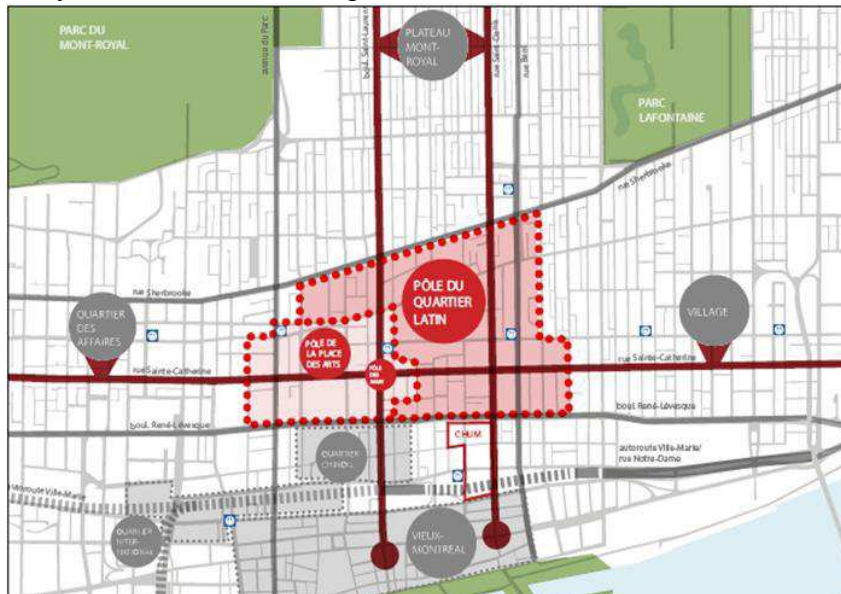 PARC DU
MONT-ROYAL
avenue du Parc
boul. Saint-Laurent
PLATEAU
MONT-
ROYAL
rue Saint-Denis
rue Berri
PARC
LAFONTAINE
rue Sherbrooke
rue Sherbrooke
QUARTIER
DES
AFFAIRES
PÔLE DU
QUARTIER
LATIN
VILLAGE
PÔLE DE
LA PLACE
DES ARTS
PÔLE
rue Sainte-Catherine
rue Sainte-Catherine
boul. René-Lévesque
boul. René-Lévesque
CHUM
QUARTIER
CHINOIS
autoroute Ville-Marie/
rue Notre-Dame
Ville-Marie
QUARTIER
INTER-
NATIONAL
VIEUX-
MONTRÉAL